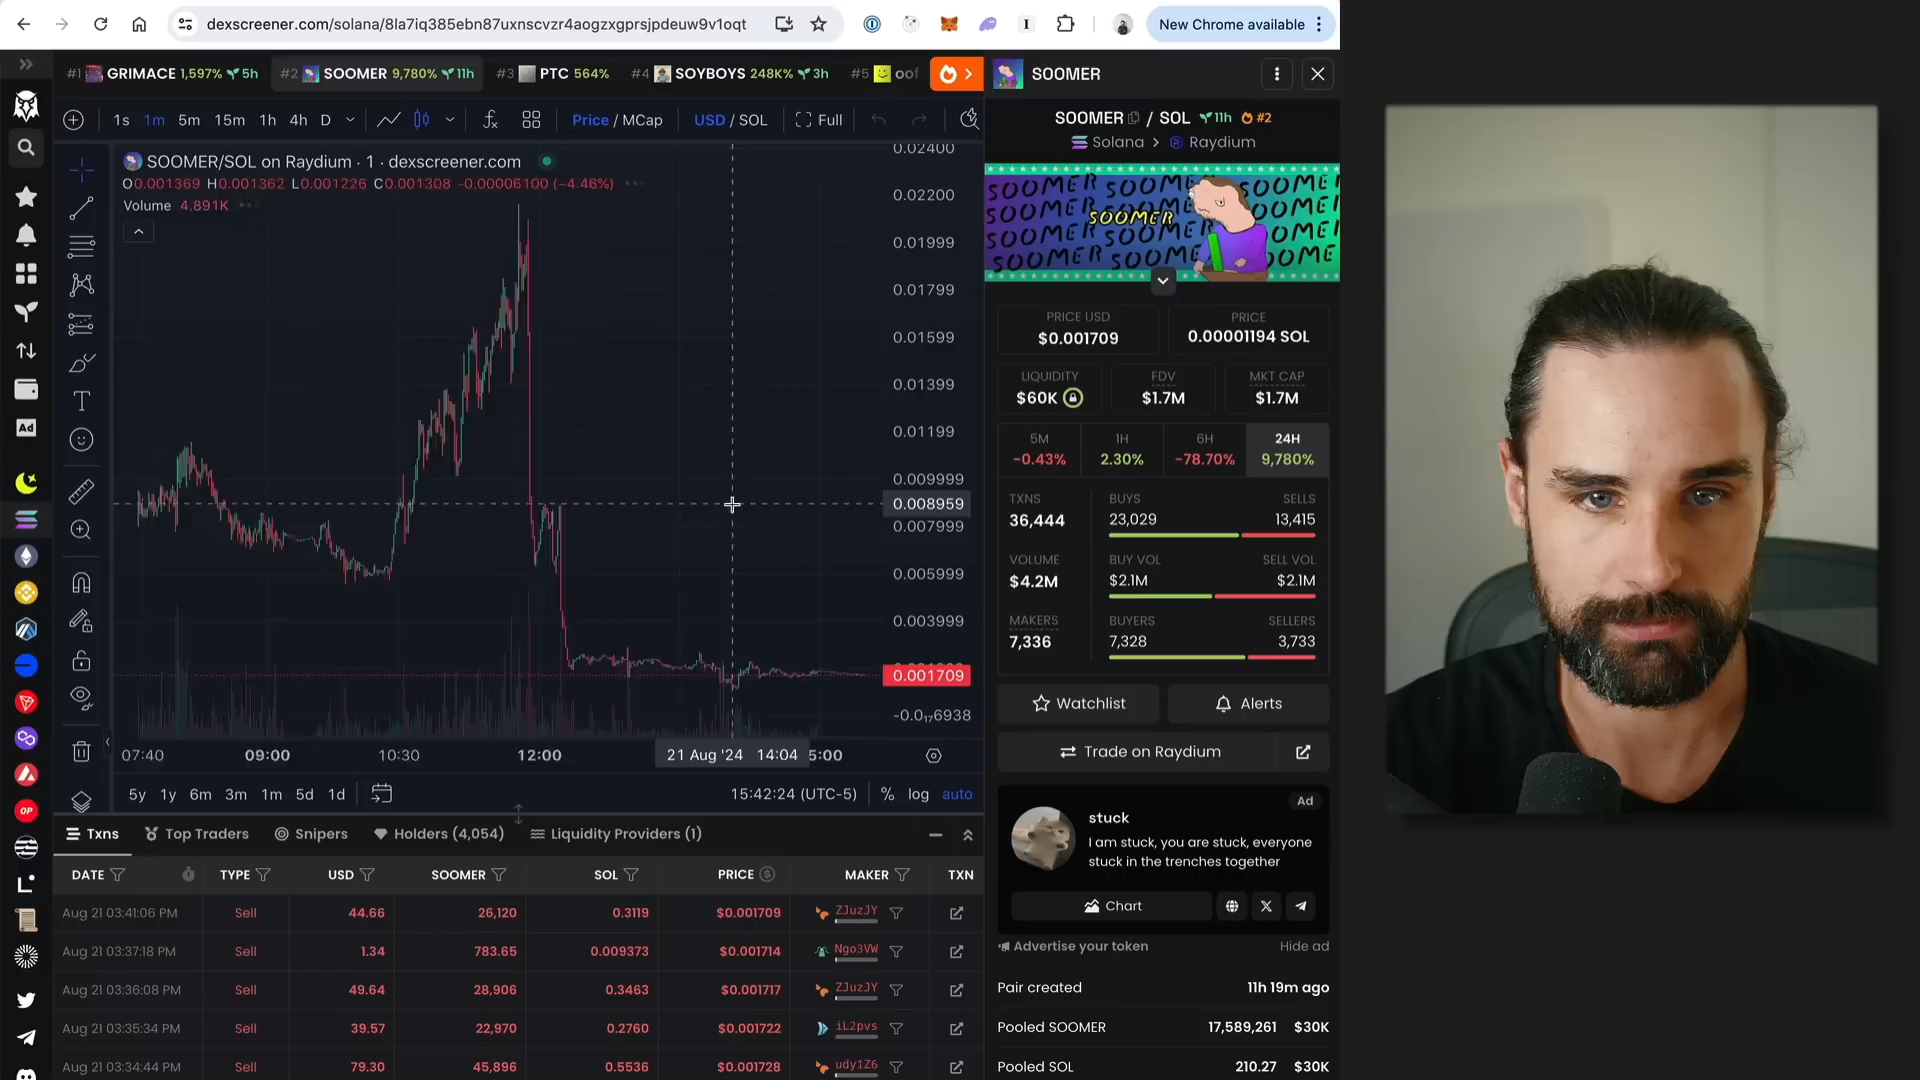 dexscreener.com/solana/8la7iq385ebn87uxnscvzr4aogzxgprsjpdeuw9v1oqt
New Chrome available
#1 GRIMACE 1,597% 5h
#2 SOOMER 9,780% 11h
#3 PTC 564%
#4 SOYBOYS 248K% 3h
#5 oof
SOOMER
1s 1m 5m 15m 1h 4h D
Price / MCap
USD / SOL
Full
SOOMER / SOL 11h #2
Solana > Raydium
SOOMER/SOL on Raydium · 1 · dexscreener.com
O0.001369 H0.001362 L0.001226 C0.001308 -0.00006100 (-4.46%)
Volume 4.891K
0.02400
0.02200
0.01999
0.01799
0.01599
0.01399
0.01199
0.009999
0.008959
0.007999
0.005999
0.003999
0.001709
-0.0₁₇6938
07:40 09:00 10:30 12:00 21 Aug '24 14:04 5:00
5y 1y 6m 3m 1m 5d 1d
15:42:24 (UTC-5) % log auto
Ad
SOOMER SOOMER SOOMER
SOOMER
PRICE USD
$0.001709
PRICE
0.00001194 SOL
LIQUIDITY
$60K
FDV
$1.7M
MKT CAP
$1.7M
5M 1H 6H 24H
-0.43% 2.30% -78.70% 9,780%
TXNS BUYS SELLS
36,444 23,029 13,415
VOLUME BUY VOL SELL VOL
$4.2M $2.1M $2.1M
MAKERS BUYERS SELLERS
7,336 7,328 3,733
Watchlist Alerts
Trade on Raydium
Ad
stuck
I am stuck, you are stuck, everyone
stuck in the trenches together
Chart
Advertise your token Hide ad
Pair created 11h 19m ago
Pooled SOOMER 17,589,261 $30K
Pooled SOL 210.27 $30K
Txns Top Traders Snipers Holders (4,054) Liquidity Providers (1)
DATE TYPE USD SOOMER SOL PRICE MAKER TXN
Aug 21 03:41:06 PM Sell 44.66 26,120 0.3119 $0.001709 ZJuzJY
Aug 21 03:37:18 PM Sell 1.34 783.65 0.009373 $0.001714 Ngo3VW
Aug 21 03:36:08 PM Sell 49.64 28,906 0.3463 $0.001717 ZJuzJY
Aug 21 03:35:34 PM Sell 39.57 22,970 0.2760 $0.001722 iL2pvs
Aug 21 03:34:44 PM Sell 79.30 45,896 0.5536 $0.001728 udy1Z6